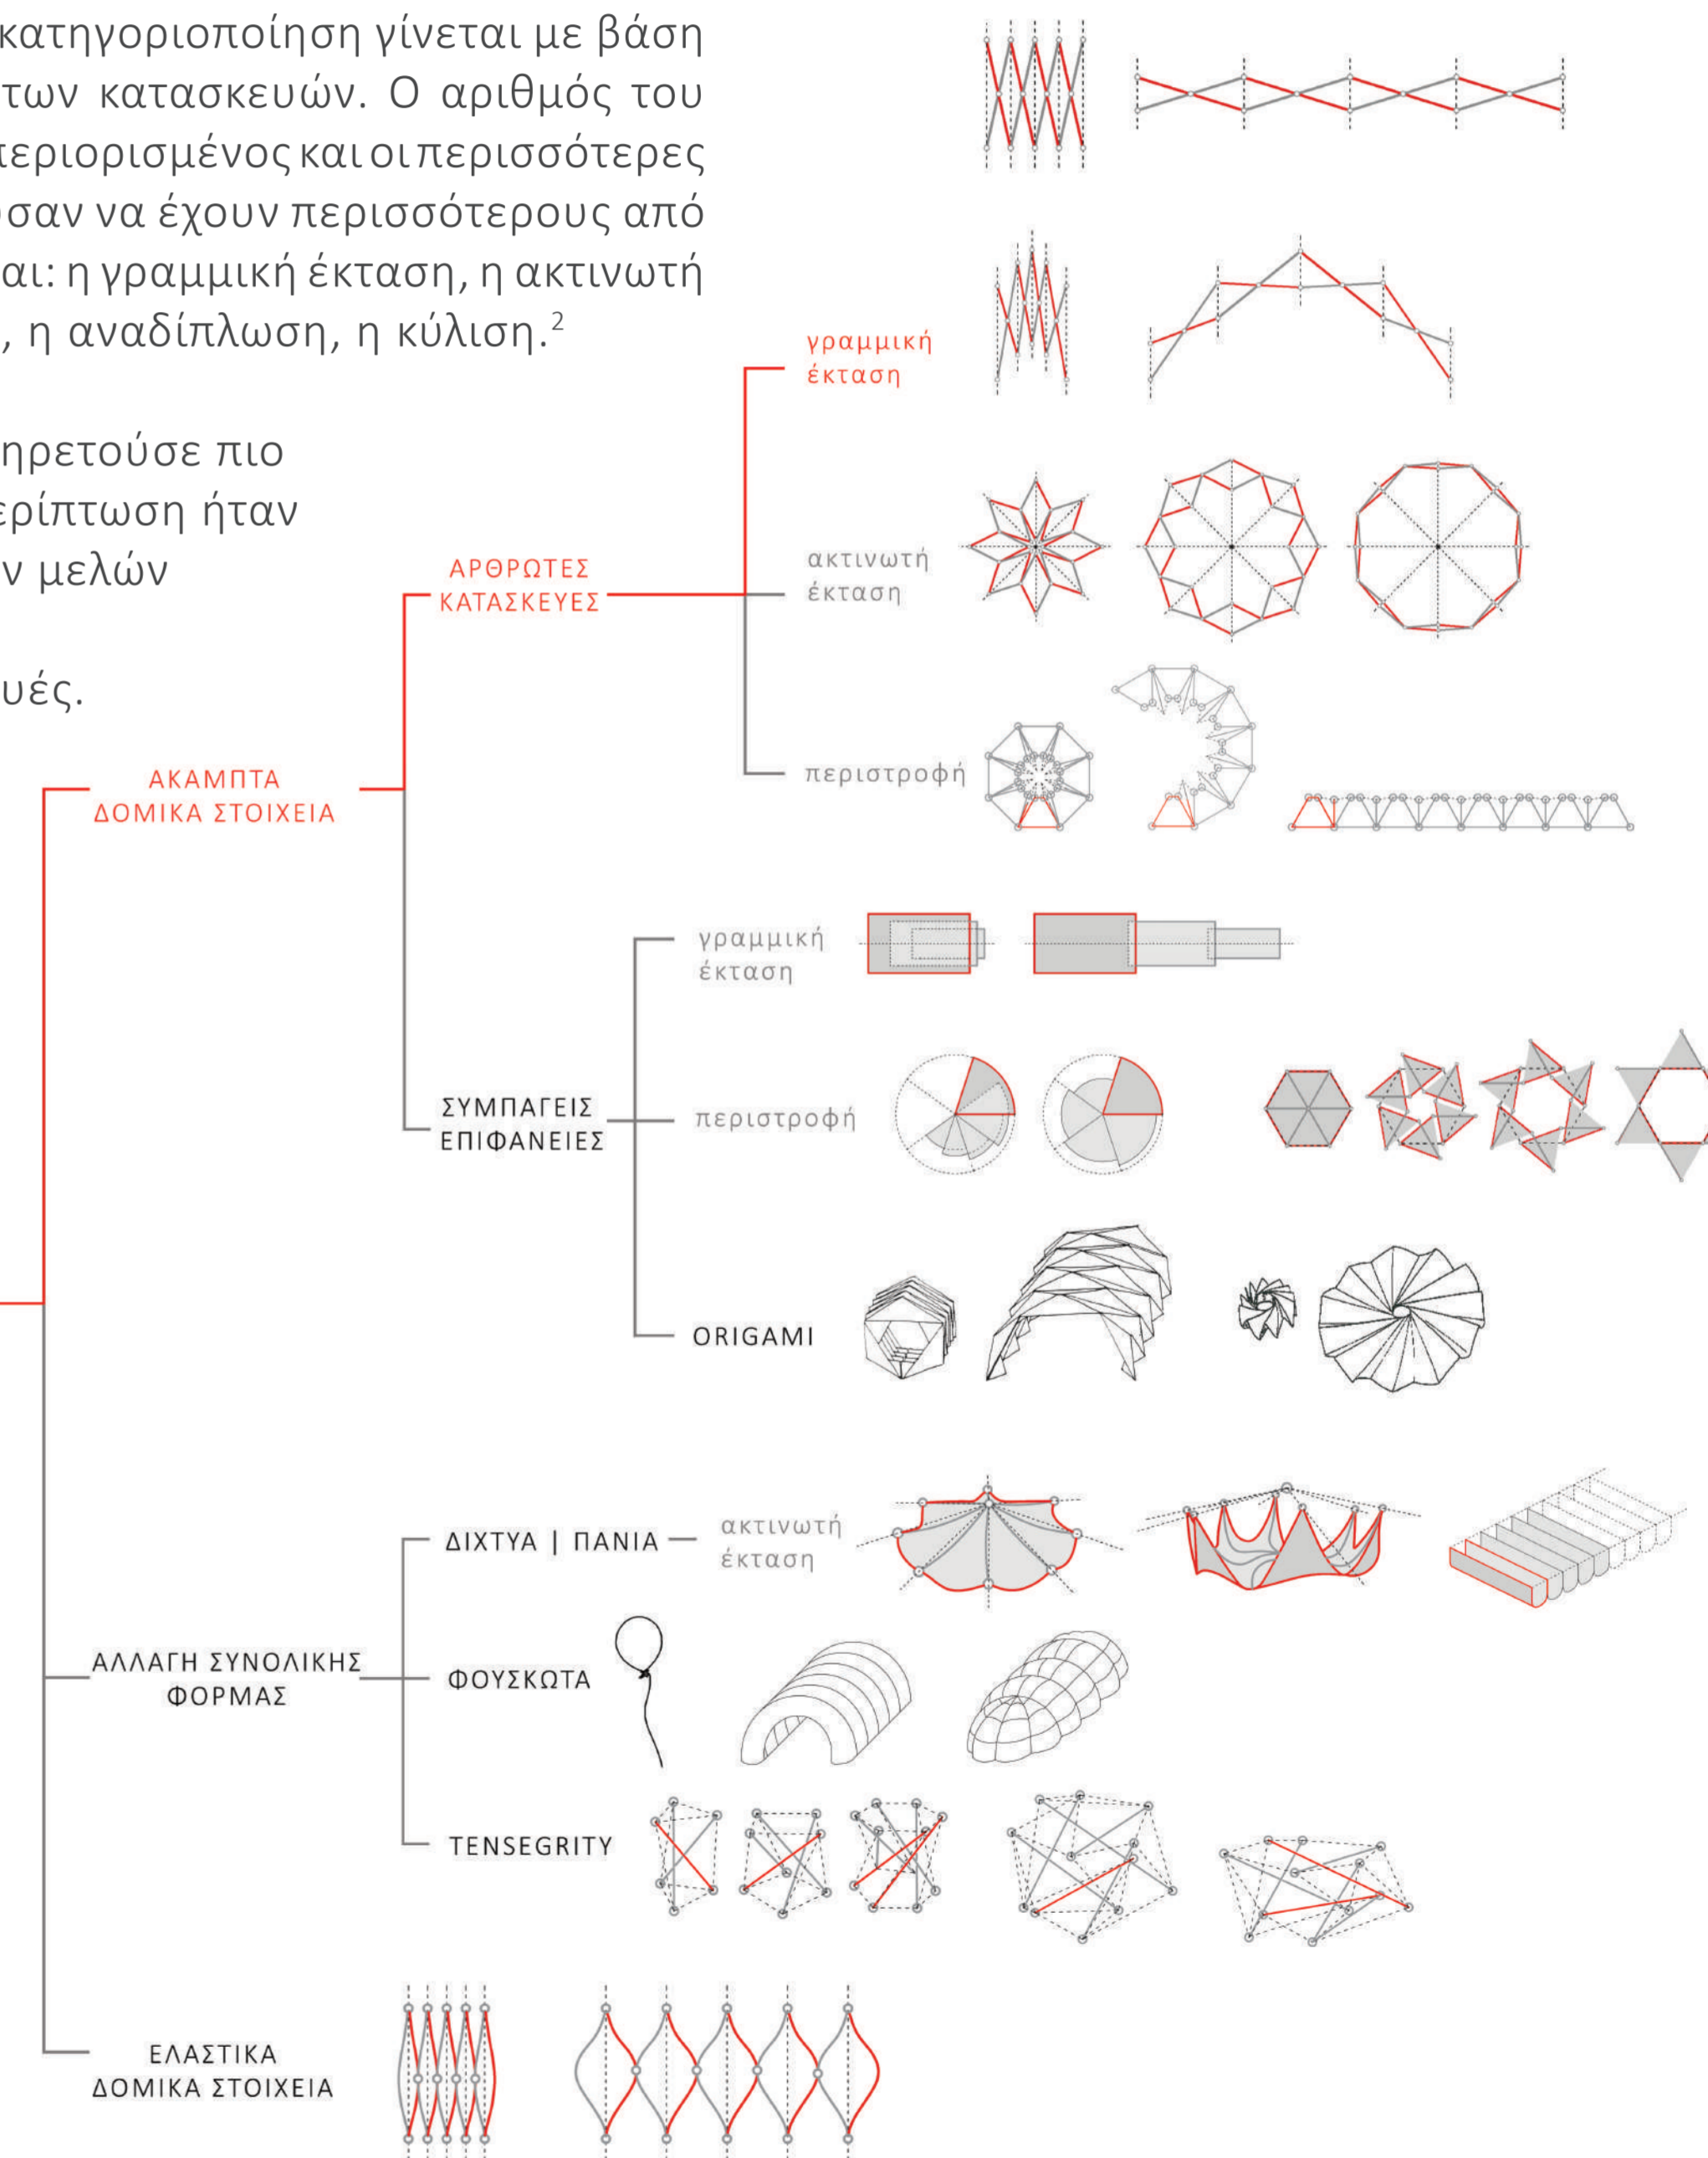 κατηγοριοποίηση γίνεται με βάση
των κατασκευών. Ο αριθμός του
περιορισμένος και οι περισσότερες
σαν να έχουν περισσότερους από
αι: η γραμμική έκταση, η ακτινωτή
, η αναδίπλωση, η κύλιση.²
ηρετούσε πιο
ερίπτωση ήταν
ν μελών
υές.
γραμμική
έκταση
ΑΡΘΡΩΤΕΣ
ΚΑΤΑΣΚΕΥΕΣ
ακτινωτή
έκταση
περιστροφή
ΑΚΑΜΠΤΑ
ΔΟΜΙΚΑ ΣΤΟΙΧΕΙΑ
γραμμική
έκταση
ΣΥΜΠΑΓΕΙΣ
ΕΠΙΦΑΝΕΙΕΣ
περιστροφή
ORIGAMI
ΔΙΧΤΥΑ | ΠΑΝΙΑ
ακτινωτή
έκταση
ΑΛΛΑΓΗ ΣΥΝΟΛΙΚΗΣ
ΦΟΡΜΑΣ
ΦΟΥΣΚΩΤΑ
TENSEGRITY
ΕΛΑΣΤΙΚΑ
ΔΟΜΙΚΑ ΣΤΟΙΧΕΙΑ